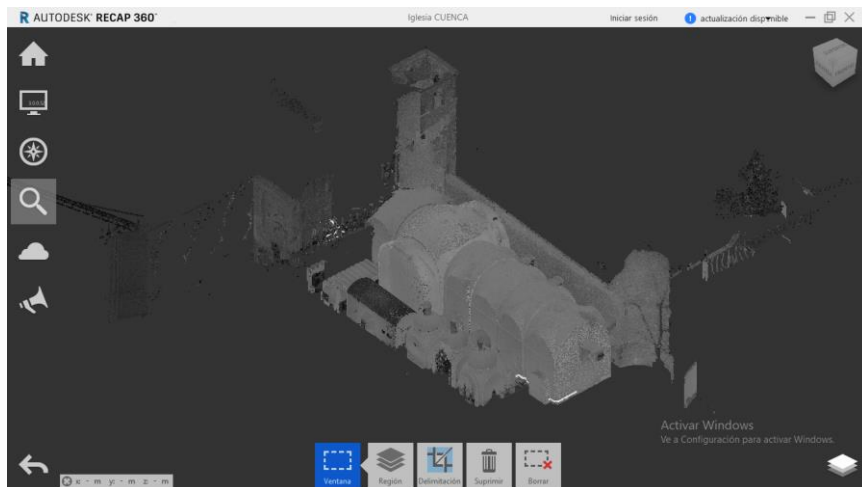 R AUTODESK® RECAP 360™
Iglesia CUENCA
Iniciar sesión
actualización disponible
Activar Windows
Ve a Configuración para activar Windows.
Ventana
Región
Delimitación
Suprimir
Borrar
x: - m y: - m z: - m